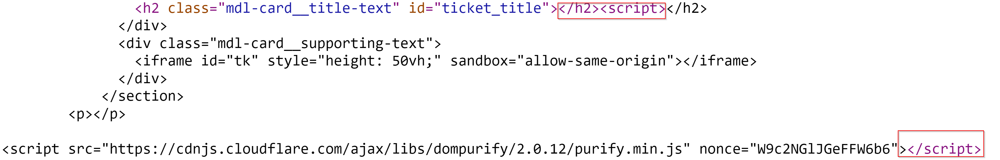 <h2 class="mdl-card__title-text" id="ticket_title"></h2><script></h2>
</div>
<div class="mdl-card__supporting-text">
<iframe id="tk" style="height: 50vh;" sandbox="allow-same-origin"></iframe>
</div>
</section>
<p></p>
<script src="https://cdnjs.cloudflare.com/ajax/libs/dompurify/2.0.12/purify.min.js" nonce="W9c2NGlJGeFFW6b6"></script>